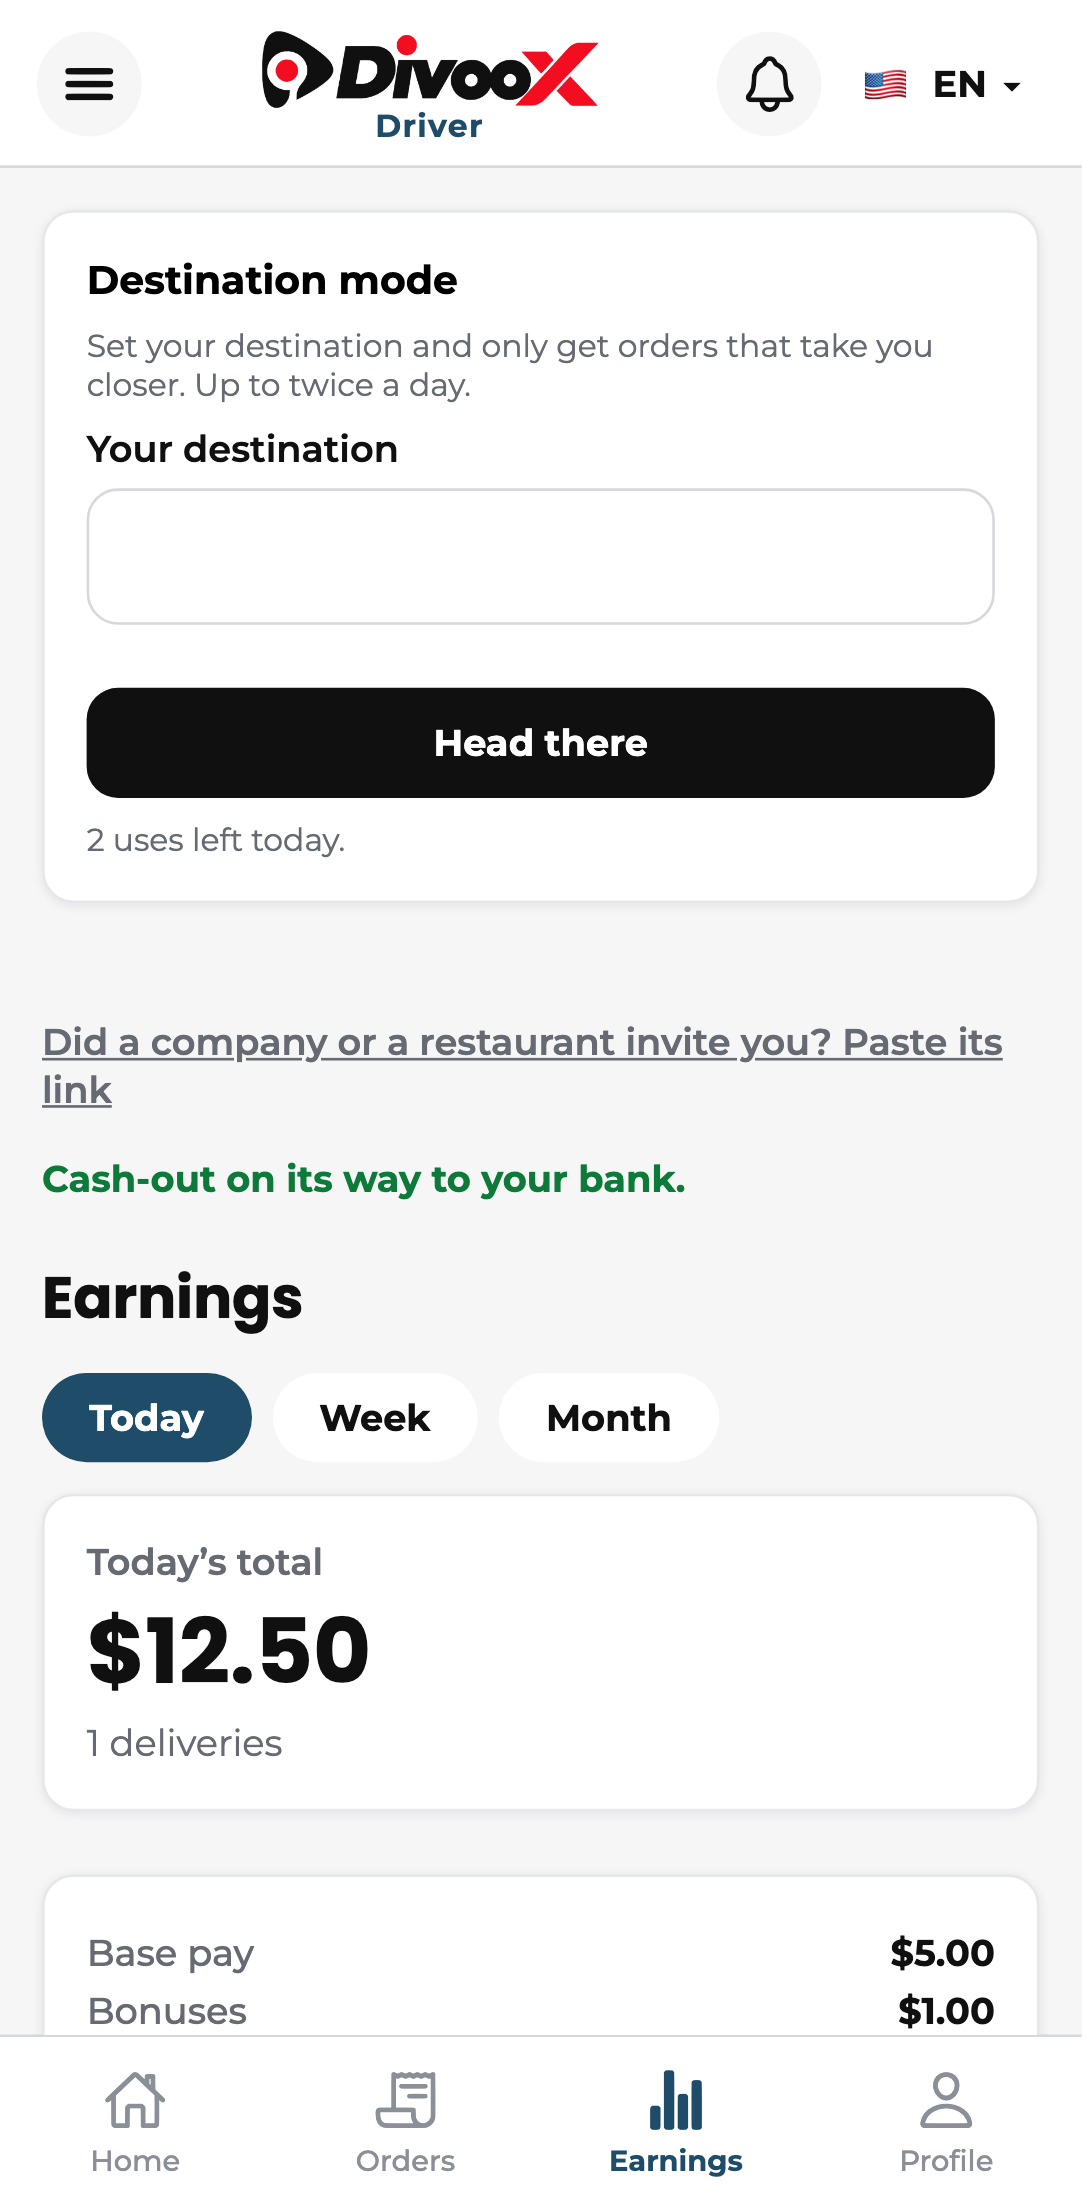 DivooX
Driver
EN
Destination mode
Set your destination and only get orders that take you
closer. Up to twice a day.
Your destination
Head there
2 uses left today.
Did a company or a restaurant invite you? Paste its
link
Cash-out on its way to your bank.
Earnings
Today Week Month
Today’s total
$12.50
1 deliveries
Base pay $5.00
Bonuses $1.00
Home Orders Earnings Profile